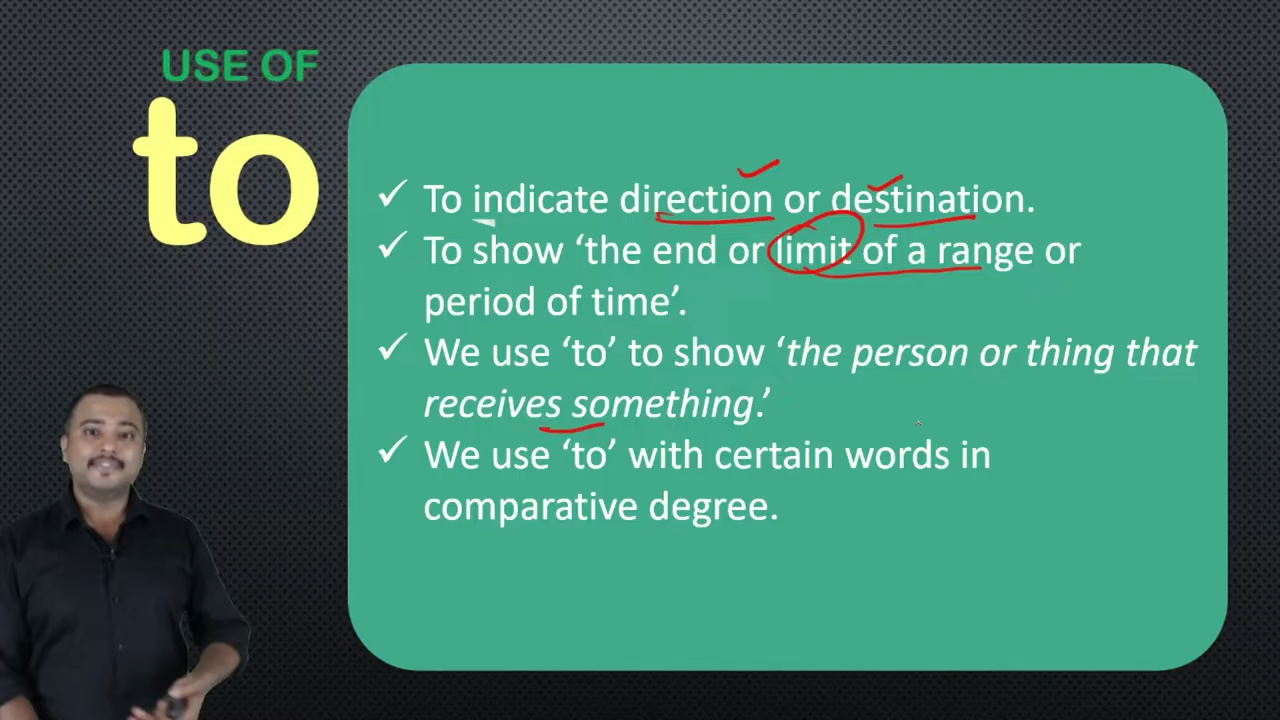 USE OF
to
✓ To indicate direction or destination.
✓ To show ‘the end or limit of a range or
period of time’.
✓ We use ‘to’ to show ‘the person or thing that
receives something.’
✓ We use ‘to’ with certain words in
comparative degree.